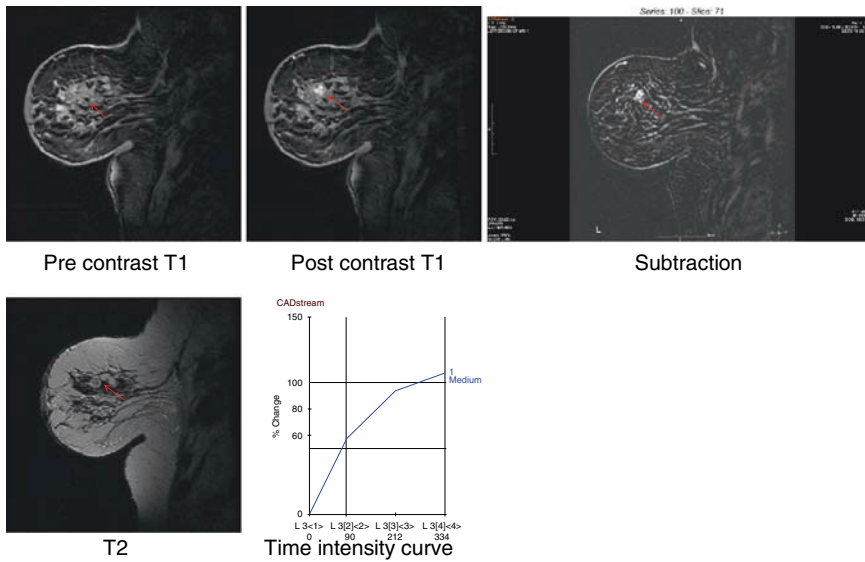 Series: 100 - Slice: 71
L
Pre contrast T1
Post contrast T1
Subtraction
T2
CADstream
150
100
80
60
0
% Change
1
Medium
L 3<1> L 3[2]<2> L 3[3]<3> L 3[4]<4>
0 90 212 334
Time intensity curve